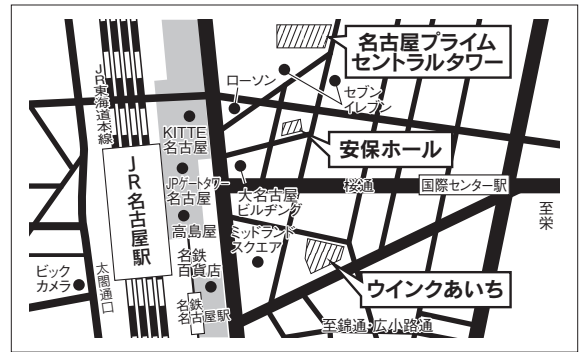 名古屋プライム
セントラルタワー
ローソン
セブン
イレブン
JR東海道本線
KITTE
名古屋
安保ホール
JR名古屋駅
JPゲートタワー
名古屋
大名古屋
ビルヂング
桜通
国際センター駅
至栄
高島屋
ミッドランド
スクエア
名鉄
百貨店
ビック
カメラ
太閤通口
ウインクあいち
名鉄
名古屋駅
至錦通・広小路通